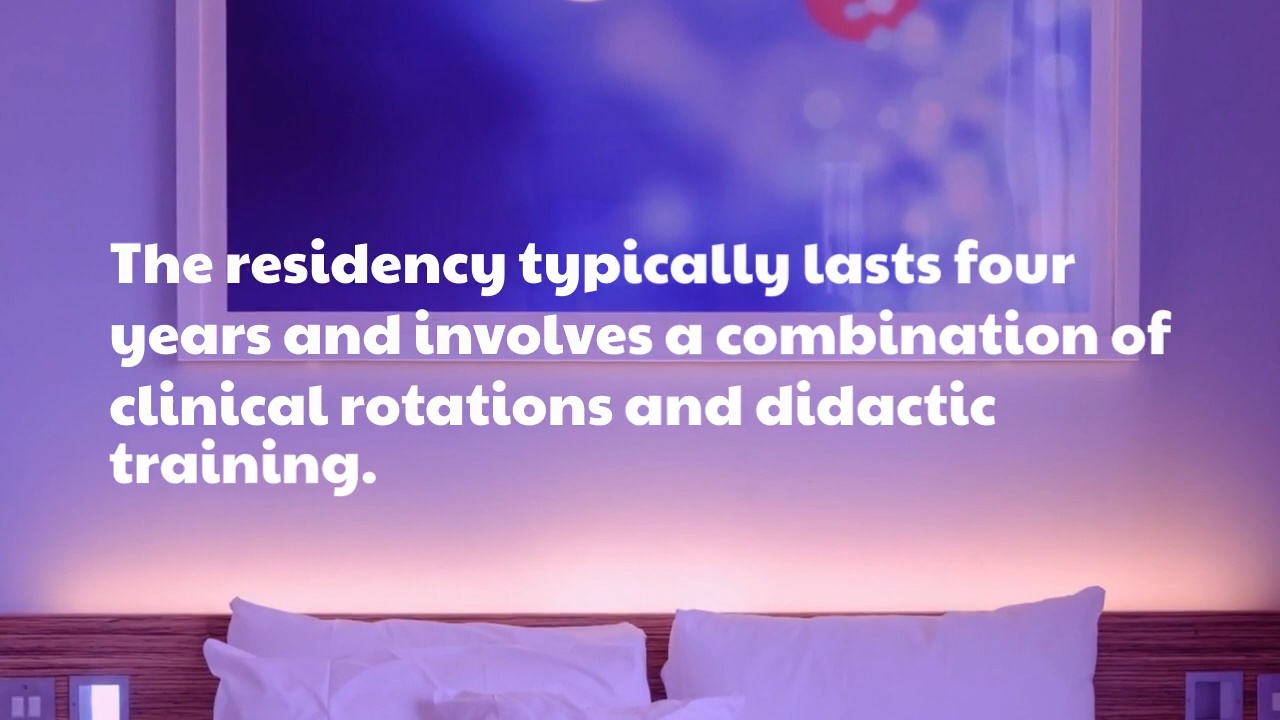 The residency typically lasts four
years and involves a combination of
clinical rotations and didactic
training.